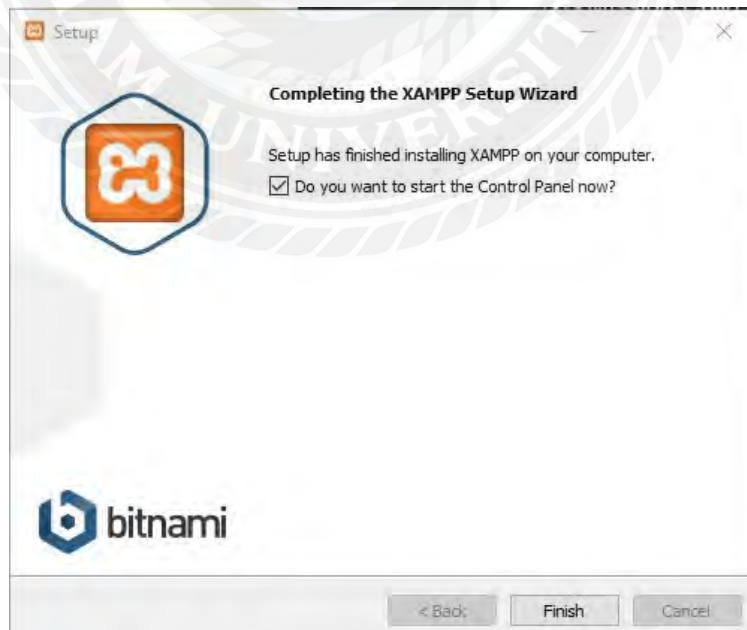 Setup
Completing the XAMPP Setup Wizard
Setup has finished installing XAMPP on your computer.
Do you want to start the Control Panel now?
bitnami
< Back
Finish
Cancel
UNIVERSITY